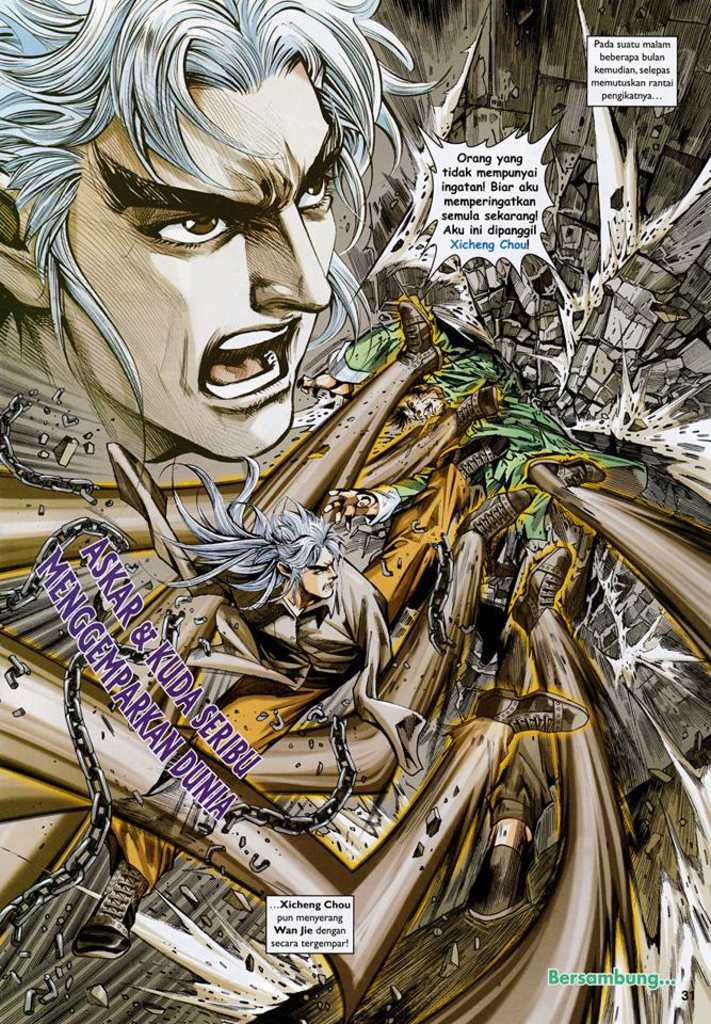 Pada suatu malam
beberapa bulan
kemudian, selepas
memutuskan rantai
pengikatnya...
Orang yang
tidak mempunyai
ingatan! Biar aku
memperingatkan
semula sekarang!
Aku ini dipanggil
Xicheng Chou!
ASKAR & KUDA SERIBU
MENGGEMPARKAN DUNIA
...Xicheng Chou
pun menyerang
Wan Jie dengan
secara tergempar!
Bersambung...
31